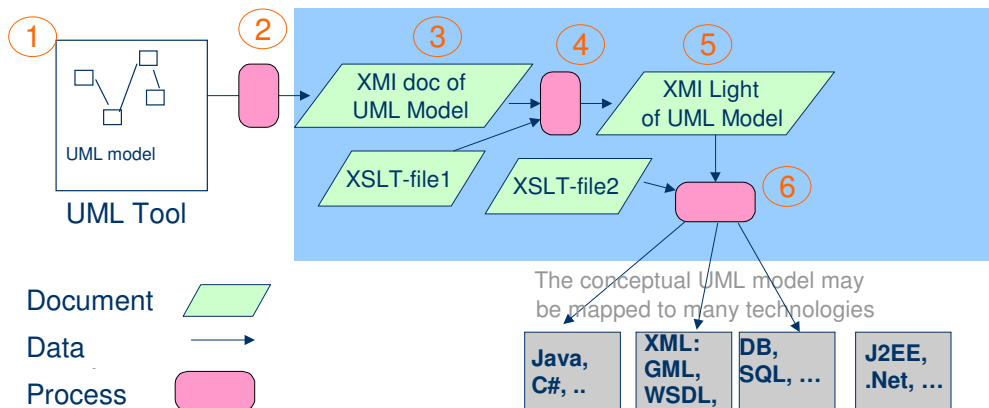 1
2
3
4
5
XMI doc of
UML Model
XMI Light
of UML Model
UML model
XSLT-file1
XSLT-file2
6
UML Tool
The conceptual UML model may
be mapped to many technologies
Document
Data
Process
Java,
C#, ..
XML:
GML,
WSDL,
DB,
SQL, ...
J2EE,
.Net, ...